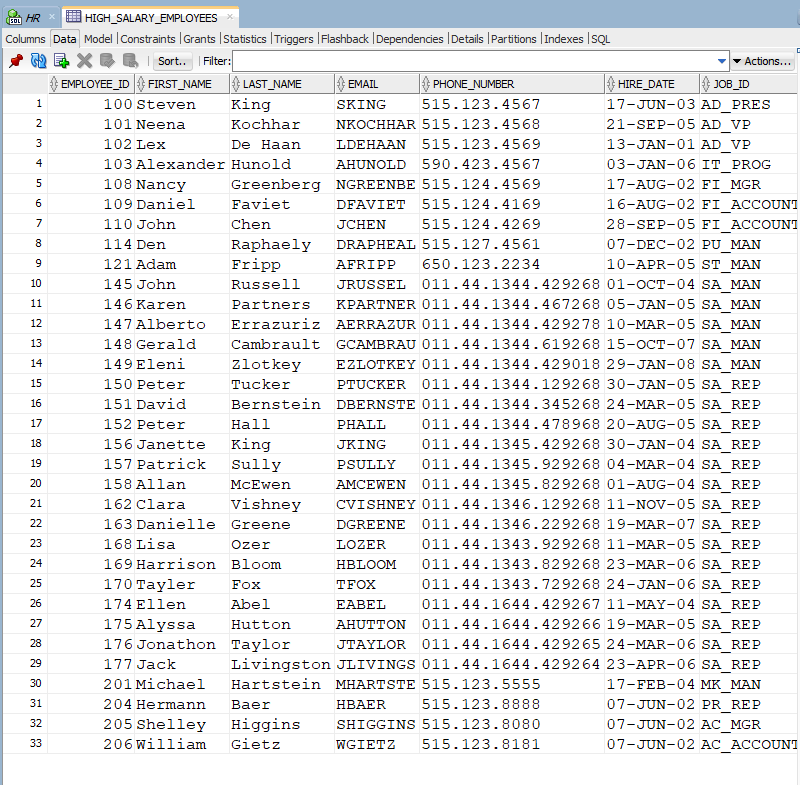 SQL HR × HIGH_SALARY_EMPLOYEES ×
Columns Data Model Constraints Grants Statistics Triggers Flashback Dependencies Details Partitions Indexes SQL
Sort.. Filter: Actions...
EMPLOYEE_ID FIRST_NAME LAST_NAME EMAIL PHONE_NUMBER HIRE_DATE JOB_ID
1 100 Steven King SKING 515.123.4567 17-JUN-03 AD_PRES
2 101 Neena Kochhar NKOCHHAR 515.123.4568 21-SEP-05 AD_VP
3 102 Lex De Haan LDEHAAN 515.123.4569 13-JAN-01 AD_VP
4 103 Alexander Hunold AHUNOLD 590.423.4567 03-JAN-06 IT_PROG
5 108 Nancy Greenberg NGREENBE 515.124.4569 17-AUG-02 FI_MGR
6 109 Daniel Faviet DFAVIET 515.124.4169 16-AUG-02 FI_ACCOUNT
7 110 John Chen JCHEN 515.124.4269 28-SEP-05 FI_ACCOUNT
8 114 Den Raphaely DRAPHEAL 515.127.4561 07-DEC-02 PU_MAN
9 121 Adam Fripp AFRIPP 650.123.2234 10-APR-05 ST_MAN
10 145 John Russell JRUSSEL 011.44.1344.429268 01-OCT-04 SA_MAN
11 146 Karen Partners KPARTNER 011.44.1344.467268 05-JAN-05 SA_MAN
12 147 Alberto Errazuriz AERRAZUR 011.44.1344.429278 10-MAR-05 SA_MAN
13 148 Gerald Cambrault GCAMBRAU 011.44.1344.619268 15-OCT-07 SA_MAN
14 149 Eleni Zlotkey EZLOTKEY 011.44.1344.429018 29-JAN-08 SA_MAN
15 150 Peter Tucker PTUCKER 011.44.1344.129268 30-JAN-05 SA_REP
16 151 David Bernstein DBERNSTE 011.44.1344.345268 24-MAR-05 SA_REP
17 152 Peter Hall PHALL 011.44.1344.478968 20-AUG-05 SA_REP
18 156 Janette King JKING 011.44.1345.429268 30-JAN-04 SA_REP
19 157 Patrick Sully PSULLY 011.44.1345.929268 04-MAR-04 SA_REP
20 158 Allan McEwen AMCEWEN 011.44.1345.829268 01-AUG-04 SA_REP
21 162 Clara Vishney CVISHNEY 011.44.1346.129268 11-NOV-05 SA_REP
22 163 Danielle Greene DGREENE 011.44.1346.229268 19-MAR-07 SA_REP
23 168 Lisa Ozer LOZER 011.44.1343.929268 11-MAR-05 SA_REP
24 169 Harrison Bloom HBLOOM 011.44.1343.829268 23-MAR-06 SA_REP
25 170 Tayler Fox TFOX 011.44.1343.729268 24-JAN-06 SA_REP
26 174 Ellen Abel EABEL 011.44.1644.429267 11-MAY-04 SA_REP
27 175 Alyssa Hutton AHUTTON 011.44.1644.429266 19-MAR-05 SA_REP
28 176 Jonathon Taylor JTAYLOR 011.44.1644.429265 24-MAR-06 SA_REP
29 177 Jack Livingston JLIVINGS 011.44.1644.429264 23-APR-06 SA_REP
30 201 Michael Hartstein MHARTSTE 515.123.5555 17-FEB-04 MK_MAN
31 204 Hermann Baer HBAER 515.123.8888 07-JUN-02 PR_REP
32 205 Shelley Higgins SHIGGINS 515.123.8080 07-JUN-02 AC_MGR
33 206 William Gietz WGIETZ 515.123.8181 07-JUN-02 AC_ACCOUNT